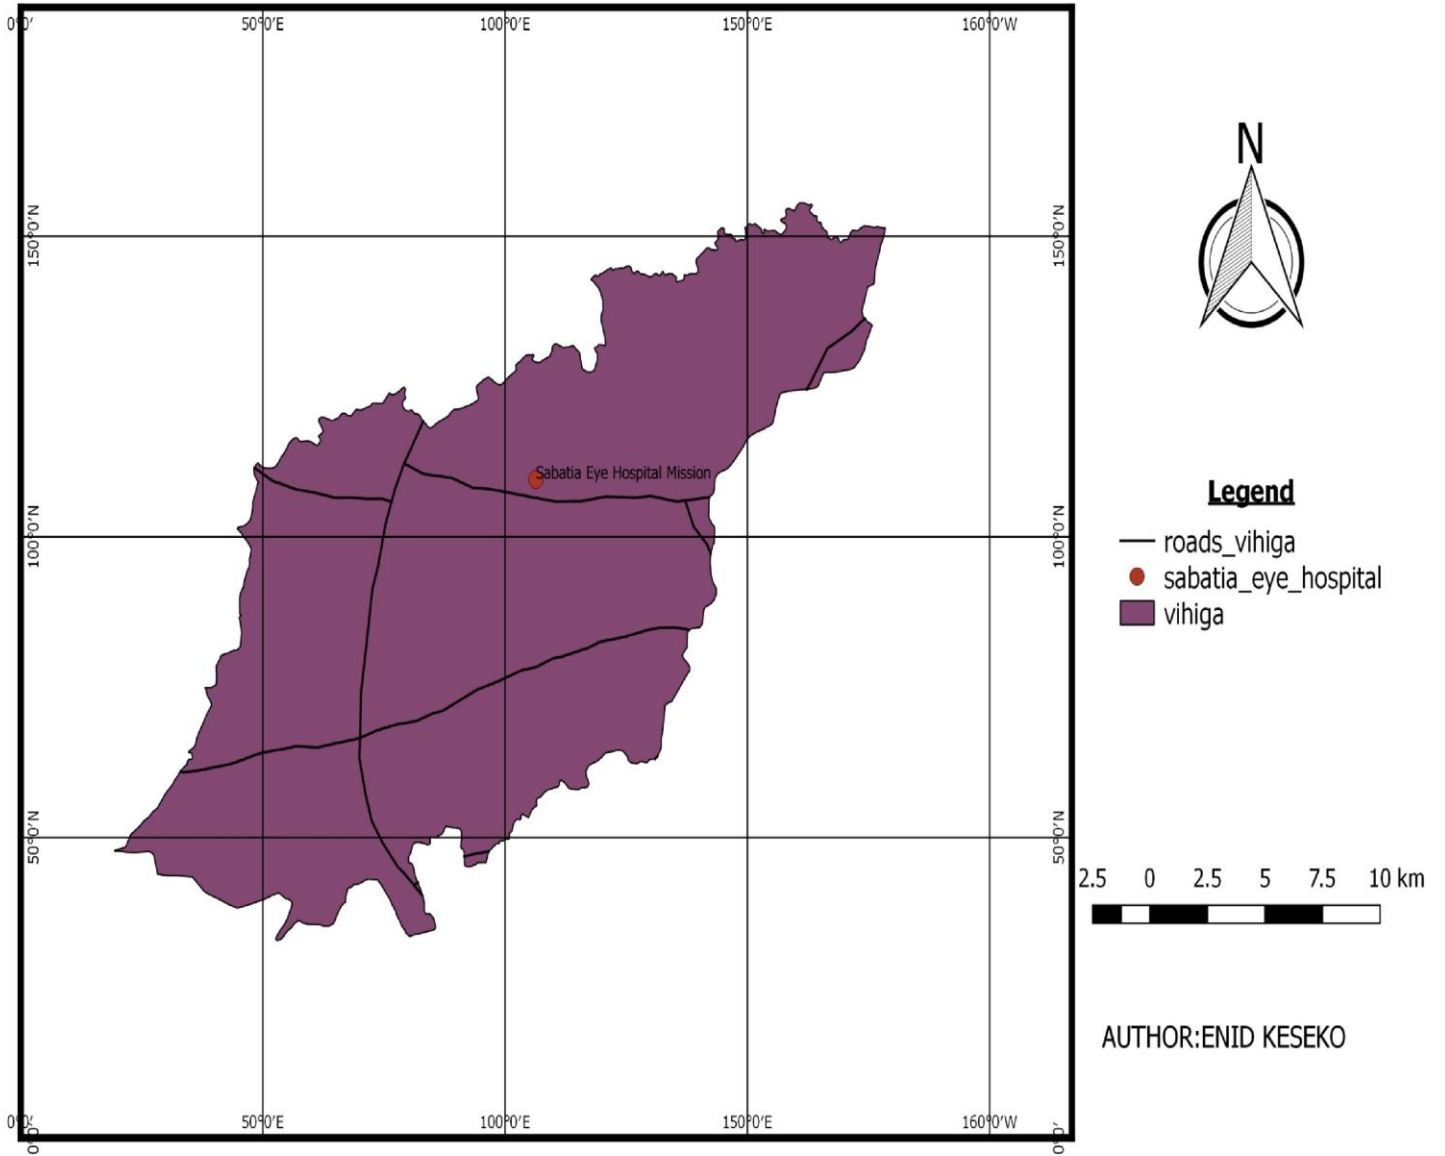 0°0′ 50°0′E 100°0′E 150°0′E 160°0′W
N
150°0′N 150°0′N
Sabatia Eye Hospital Mission
Legend
100°0′N 100°0′N
roads_vihiga
sabatia_eye_hospital
vihiga
50°0′N 50°0′N
2.5 0 2.5 5 7.5 10 km
AUTHOR:ENID KESEKO
0°0′ 50°0′E 100°0′E 150°0′E 160°0′W
0°0′ 0°0′